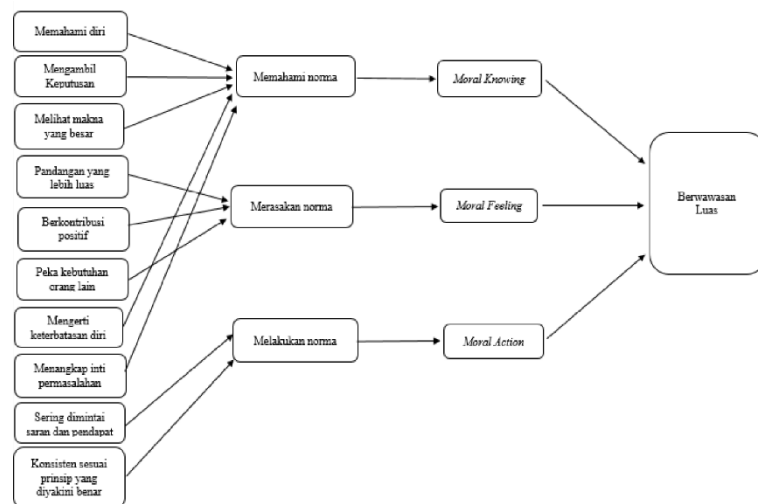 Memahami diri
Mengambil
Keputusan
Melihat makna
yang besar
Pandangan yang
lebih luas
Berkontribusi
positif
Peka kebutuhan
orang lain
Mengerti
keterbatasan diri
Menangkap inti
permasalahan
Sering dimintai
saran dan pendapat
Konsisten sesuai
prinsip yang
diyakini benar
Memahami norma
Merasakan norma
Melakukan norma
Moral Knowing
Moral Feeling
Moral Action
Berwawasan
Luas